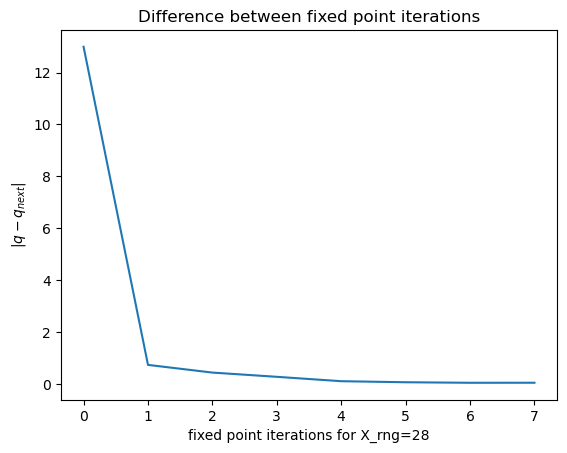 Difference between fixed point iterations
12
10
8
6
4
2
0
|q − q_next|
0 1 2 3 4 5 6 7
fixed point iterations for X_rng=28